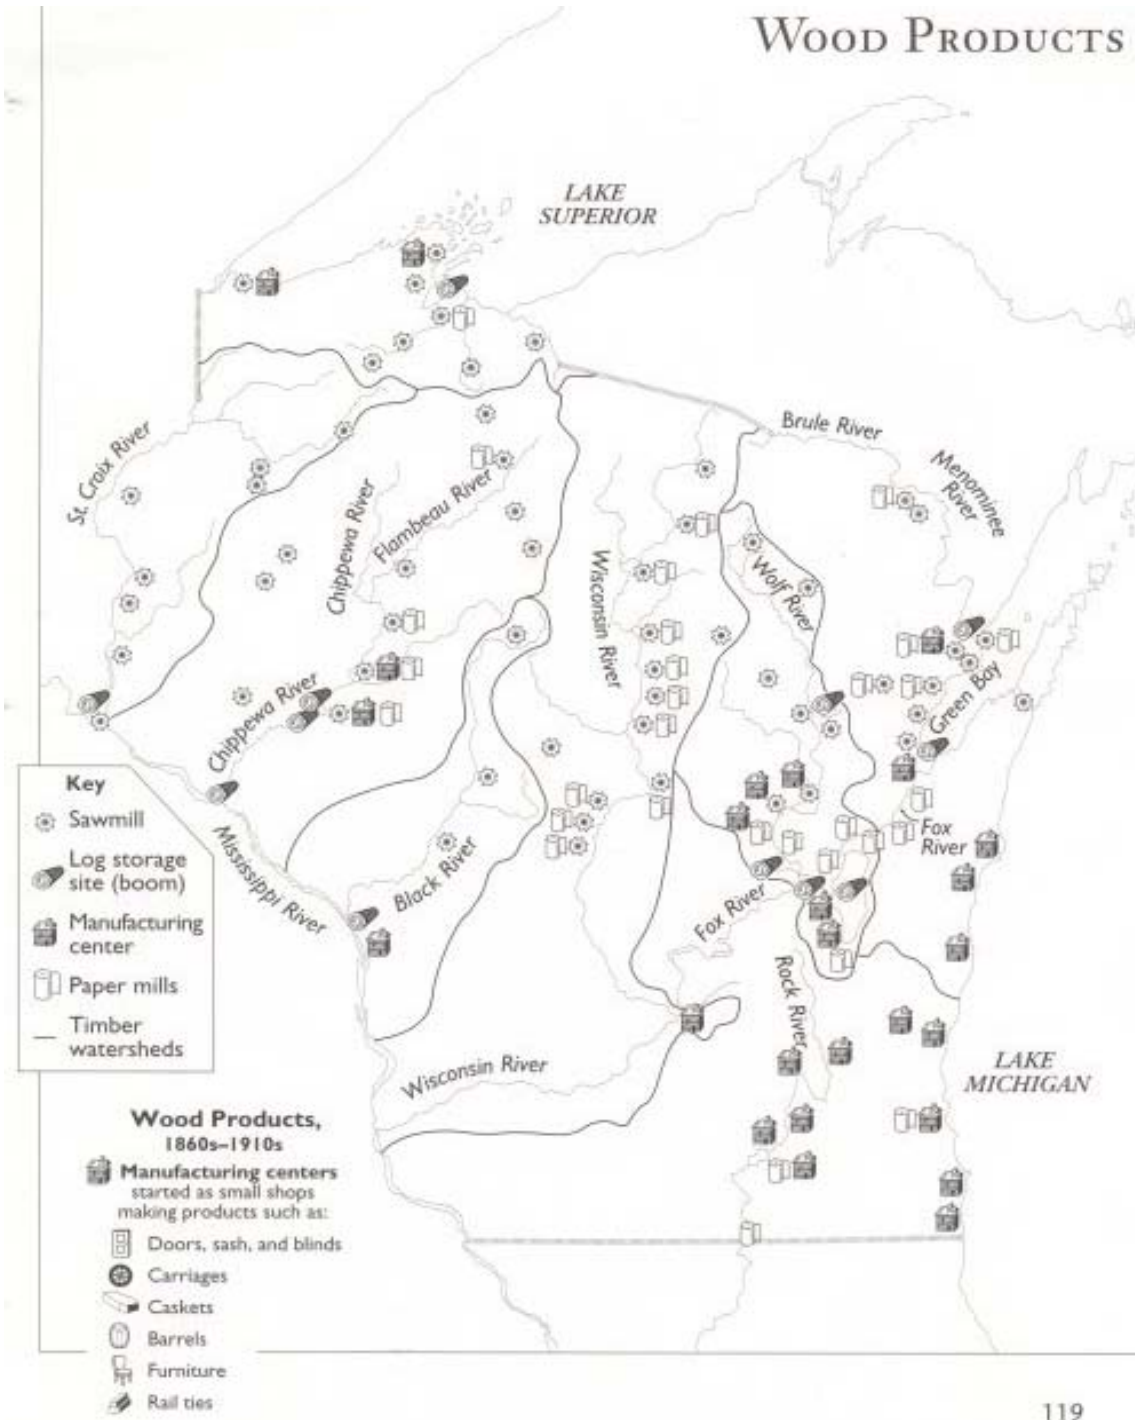 WOOD PRODUCTS
LAKE
SUPERIOR
Brule River
Menominee
River
St. Croix River
Chippewa River
Flambeau River
Wisconsin River
Wolf River
Green Bay
Chippewa River
Key
Sawmill
Log storage
site (boom)
Manufacturing
center
Paper mills
Timber
watersheds
Mississippi River
Black River
Fox
River
Fox River
Rock River
Wisconsin River
LAKE
MICHIGAN
Wood Products,
1860s–1910s
Manufacturing centers
started as small shops
making products such as:
Doors, sash, and blinds
Carriages
Caskets
Barrels
Furniture
Rail ties
119